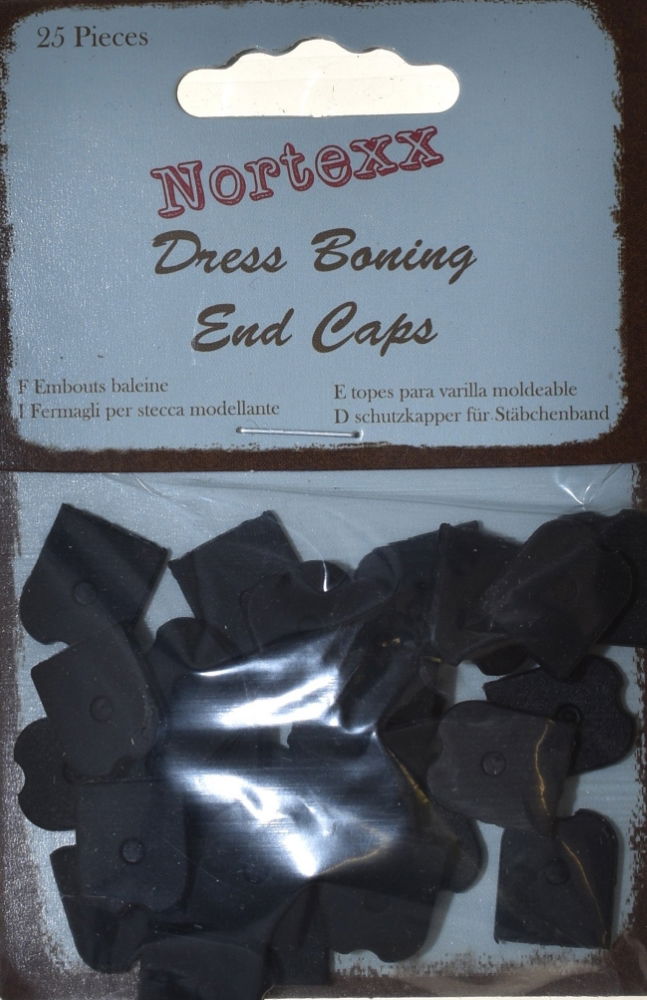 25 Pieces
Nortexx
Dress Boning
End Caps
F Embouts baleine
I Fermagli per stecca modellante
E topes para varilla moldeable
D schutzkapper für Stäbchenband